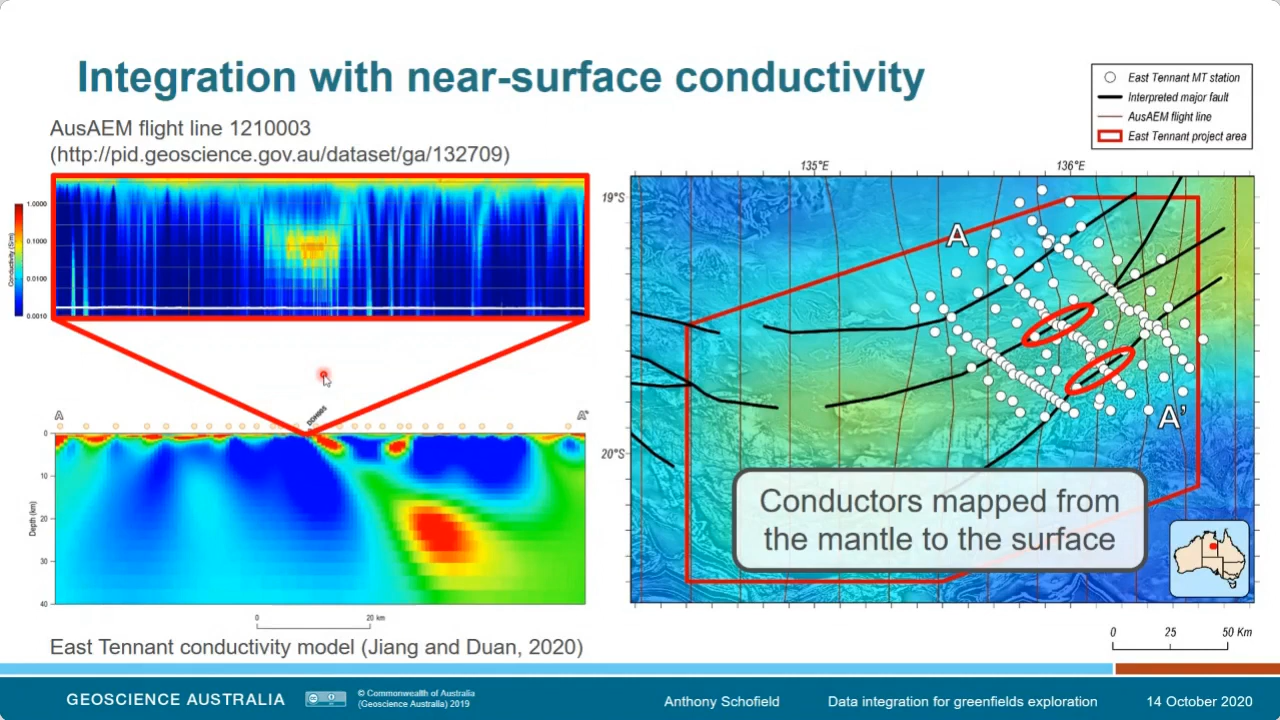 Integration with near-surface conductivity
AusAEM flight line 1210003
(http://pid.geoscience.gov.au/dataset/ga/132709)
East Tennant MT station
Interpreted major fault
AusAEM flight line
East Tennant project area
1.0000
0.1000
0.0100
0.0010
Conductivity (S/m)
A
A'
0
10
20
30
40
Depth (km)
0
20 km
East Tennant conductivity model (Jiang and Duan, 2020)
135°E
136°E
19°S
20°S
A
A'
Conductors mapped from
the mantle to the surface
0
25
50 Km
GEOSCIENCE AUSTRALIA
© Commonwealth of Australia
(Geoscience Australia) 2019
Anthony Schofield
Data integration for greenfields exploration
14 October 2020